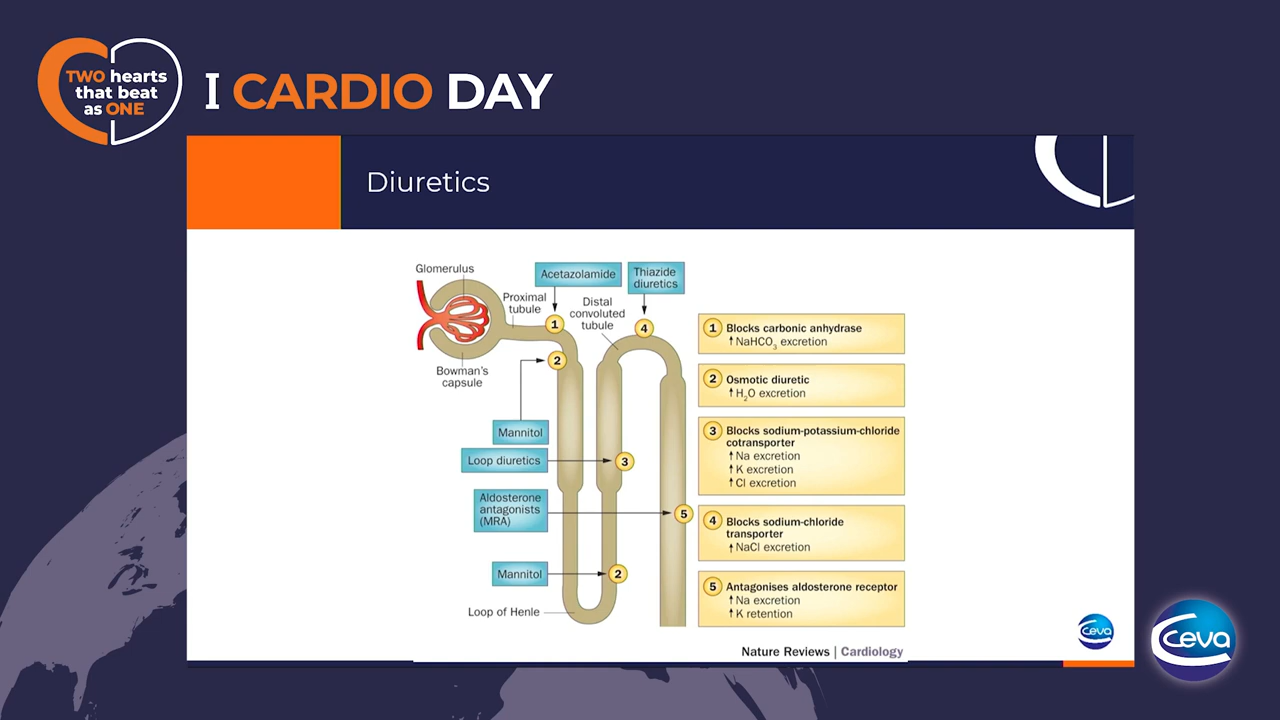 TWO hearts
that beat
as ONE
I CARDIO DAY
Diuretics
Glomerulus
Acetazolamide
Thiazide
diuretics
Proximal
tubule
Distal
convoluted
tubule
1
4
2
Bowman's
capsule
Mannitol
Loop diuretics
3
Aldosterone
antagonists
(MRA)
5
Mannitol
2
Loop of Henle
1 Blocks carbonic anhydrase
↑NaHCO₃ excretion
2 Osmotic diuretic
↑H₂O excretion
3 Blocks sodium-potassium-chloride
cotransporter
↑Na excretion
↑K excretion
↑Cl excretion
4 Blocks sodium-chloride
transporter
↑NaCl excretion
5 Antagonises aldosterone receptor
↑Na excretion
↑K retention
Nature Reviews | Cardiology
Ceva
Ceva